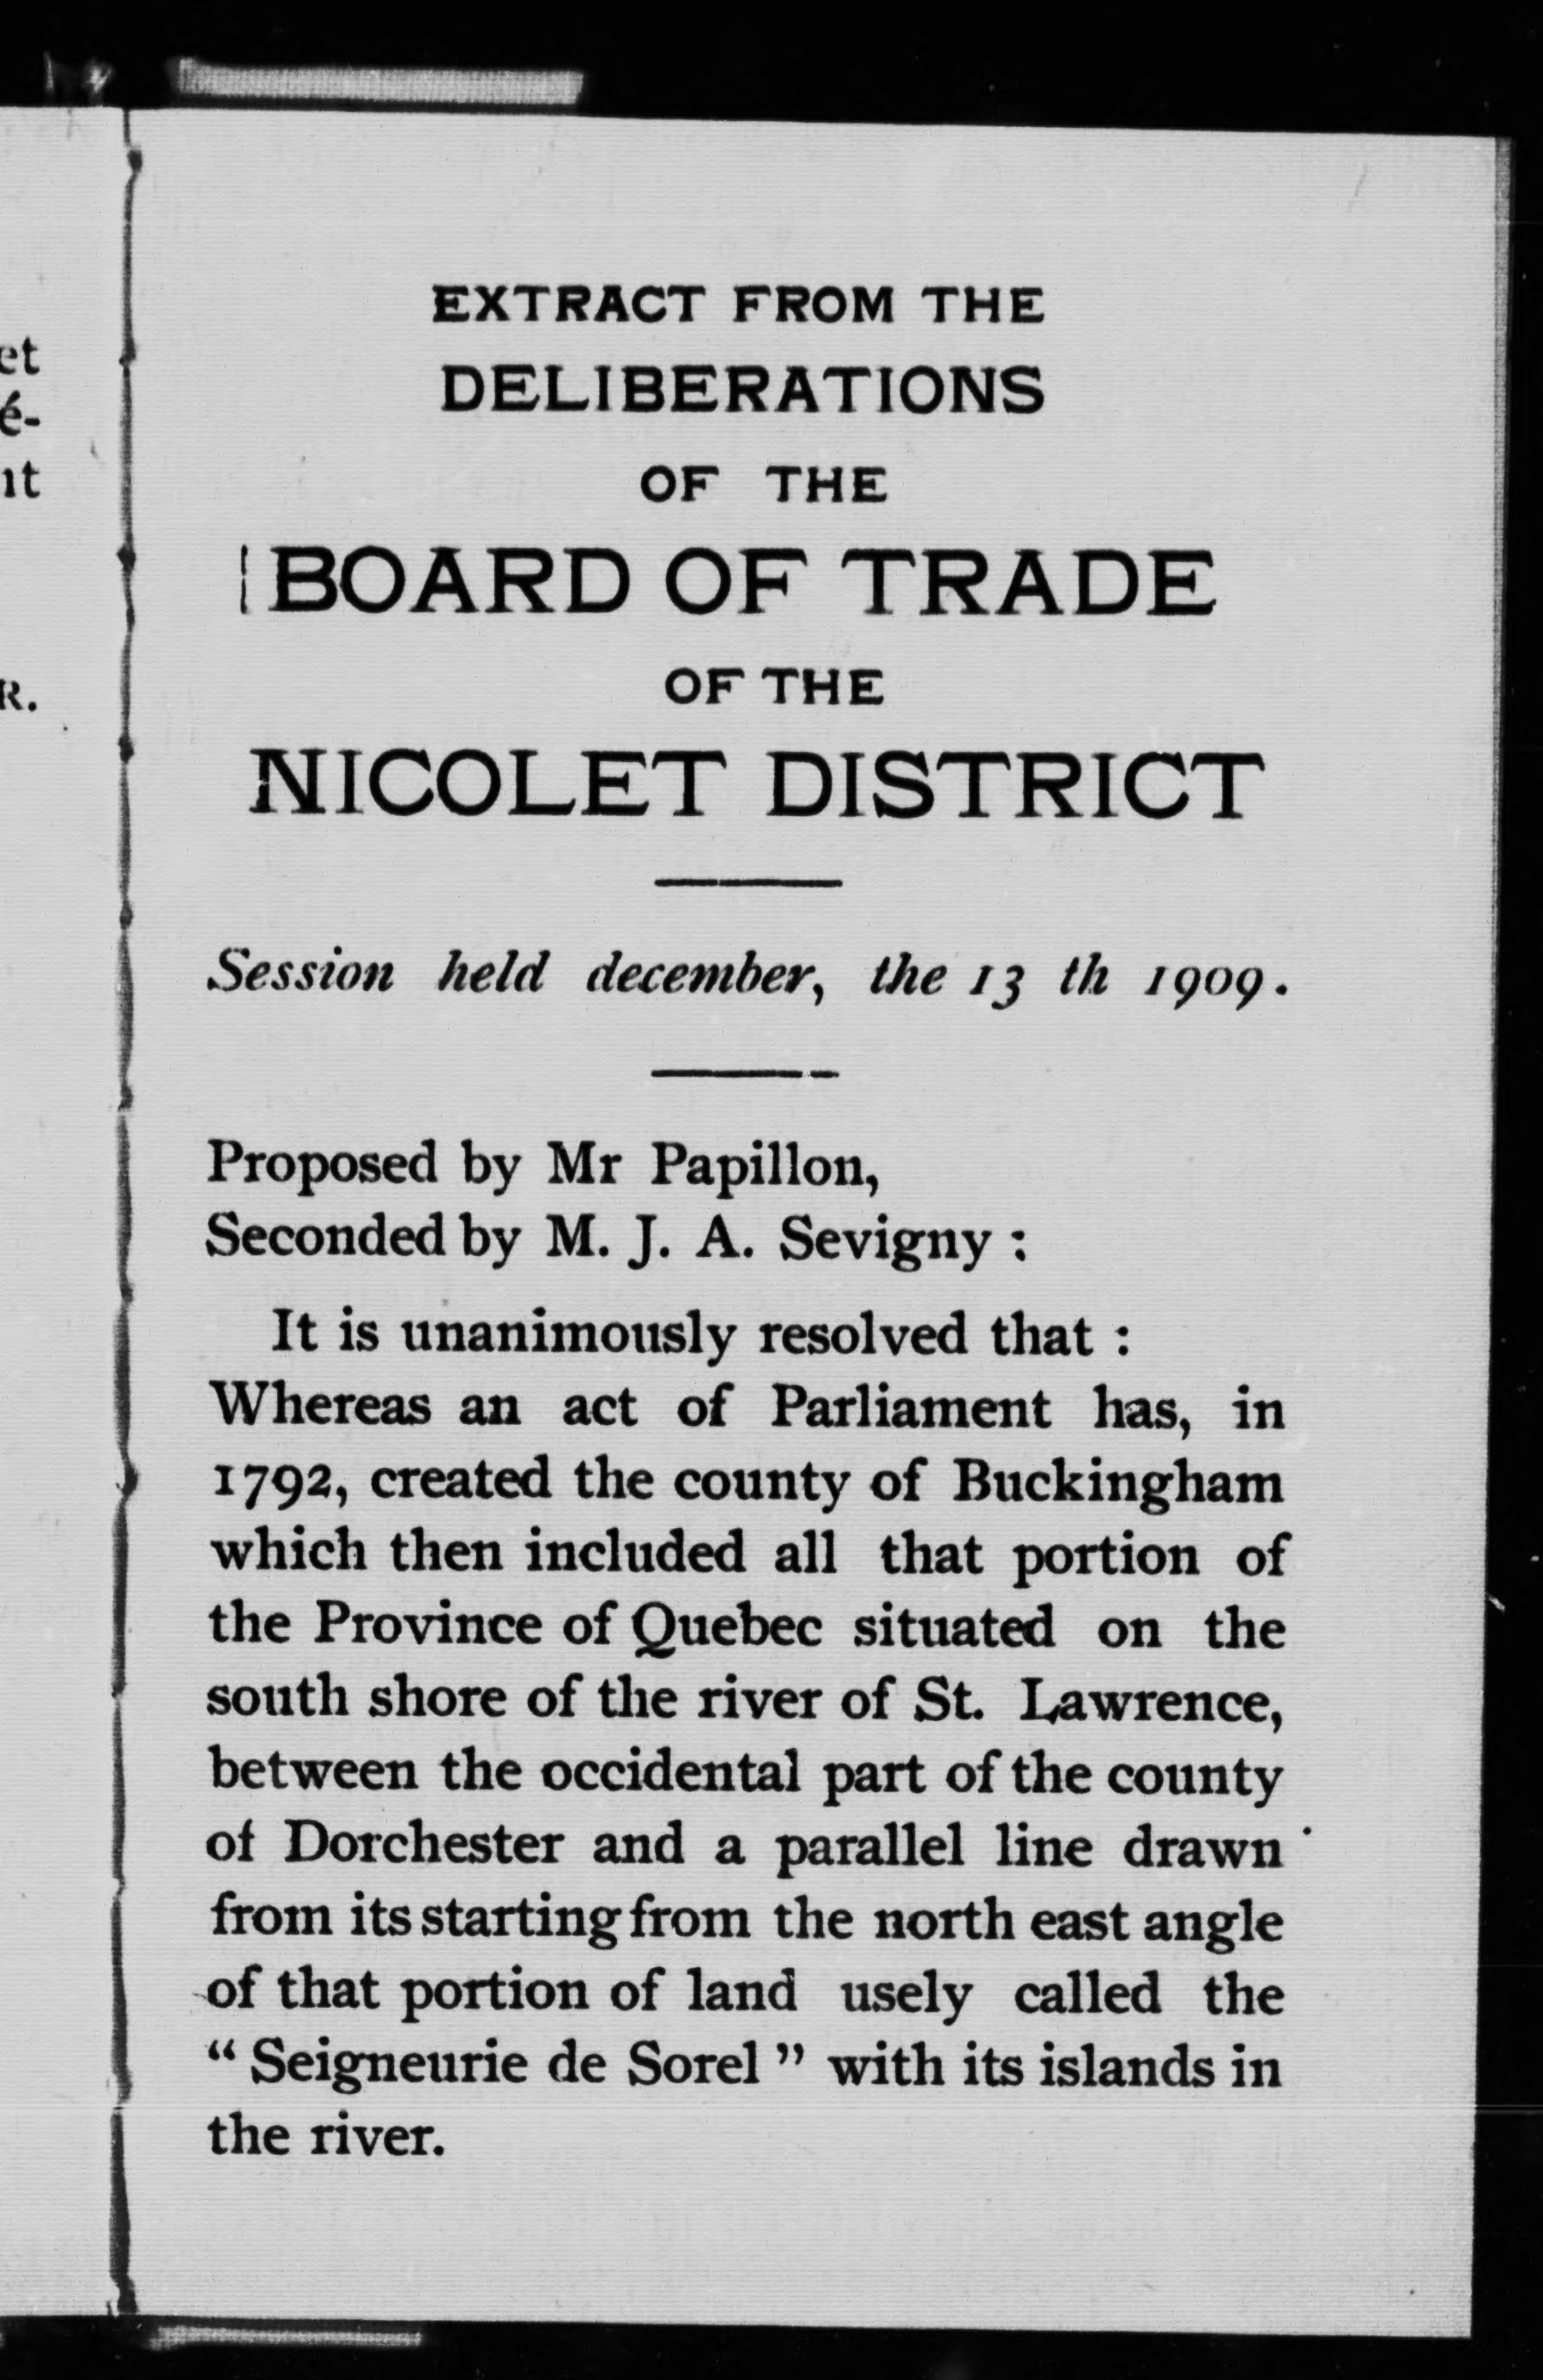 EXTRACT FROM THE
DELIBERATIONS
OF THE
BOARD OF TRADE
OF THE
NICOLET DISTRICT
Session held december, the 13 th 1909.
Proposed by Mr Papillon,
Seconded by M. J. A. Sevigny :
It is unanimously resolved that :
Whereas an act of Parliament has, in
1792, created the county of Buckingham
which then included all that portion of
the Province of Quebec situated on the
south shore of the river of St. Lawrence,
between the occidental part of the county
of Dorchester and a parallel line drawn
from its starting from the north east angle
of that portion of land usely called the
“ Seigneurie de Sorel ” with its islands in
the river.